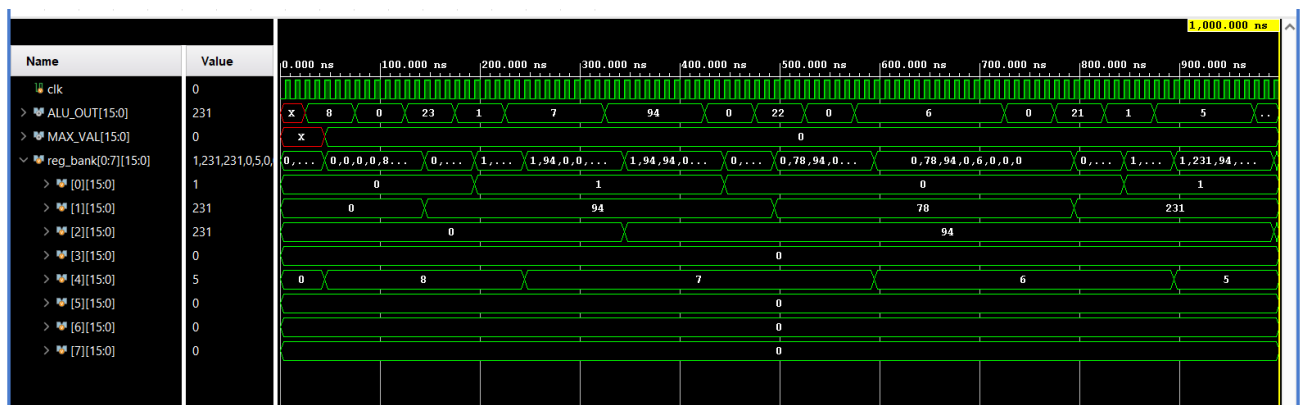 1,000.000 ns
Name Value 0.000 ns 100.000 ns 200.000 ns 300.000 ns 400.000 ns 500.000 ns 600.000 ns 700.000 ns 800.000 ns 900.000 ns
clk 0
ALU_OUT[15:0] 231 X 8 0 23 1 7 94 0 22 0 6 0 21 1 5 ..
MAX_VAL[15:0] 0 X 0
reg_bank[0:7][15:0] 1,231,231,0,5,0, 0,... 0,0,0,0,8... 0,... 1,... 1,94,0,0,... 1,94,94,0... 0,... 0,78,94,0... 0,78,94,0,6,0,0,0 0,... 1,... 1,231,94,...
[0][15:0] 1 0 1 0 1
[1][15:0] 231 0 94 78 231
[2][15:0] 231 0 94
[3][15:0] 0 0
[4][15:0] 5 0 8 7 6 5
[5][15:0] 0 0
[6][15:0] 0 0
[7][15:0] 0 0